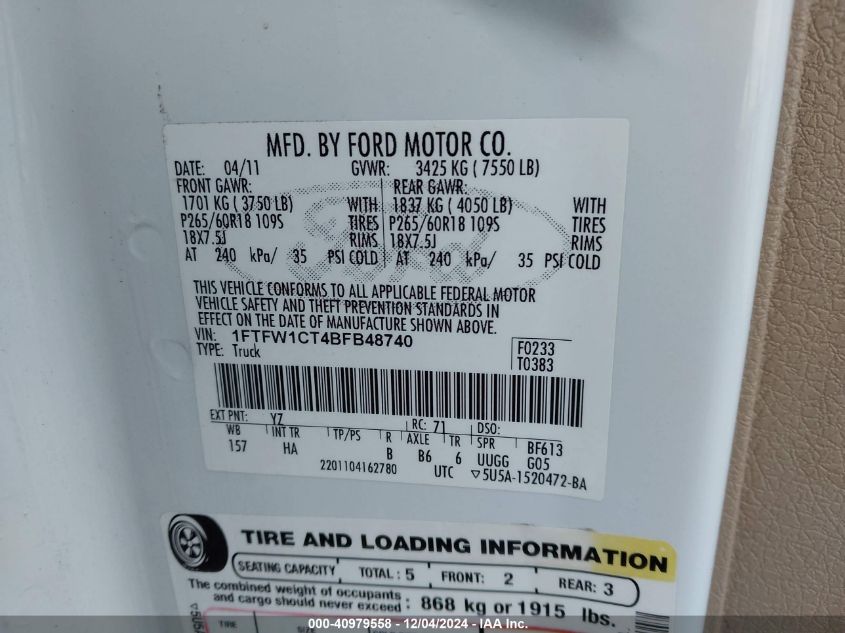 MFD. BY FORD MOTOR CO.
DATE: 04/11 GVWR: 3425 KG ( 7550 LB)
FRONT GAWR: REAR GAWR:
1701 KG ( 3750 LB) WITH 1837 KG ( 4050 LB) WITH
P265/60R18 109S TIRES P265/60R18 109S TIRES
18X7.5J RIMS 18X7.5J RIMS
AT 240 kPa/ 35 PSI COLD AT 240 kPa/ 35 PSI COLD
THIS VEHICLE CONFORMS TO ALL APPLICABLE FEDERAL MOTOR
VEHICLE SAFETY AND THEFT PREVENTION STANDARDS IN
EFFECT ON THE DATE OF MANUFACTURE SHOWN ABOVE.
VIN: 1FTFW1CT4BFB48740
TYPE: Truck
F0233
T0383
EXT PNT: YZ RC: 71 DSO:
WB INT TR TP/PS R AXLE TR SPR BF613
157 HA B B6 6 UUGG G05
2201104162780 UTC ▽5U5A-1520472-BA
TIRE AND LOADING INFORMATION
SEATING CAPACITY TOTAL : 5 FRONT: 2 REAR: 3
The combined weight of occupants
and cargo should never exceed : 868 kg or 1915 lbs.
TIRE
000-40979558 - 12/04/2024 - IAA Inc.